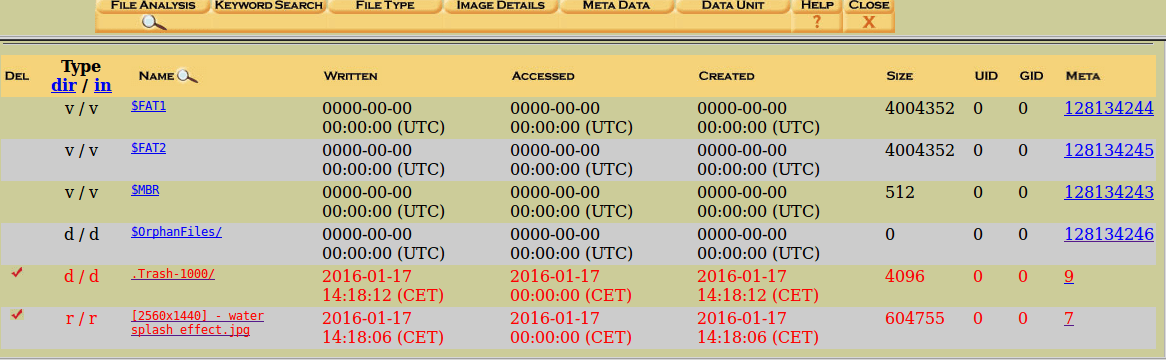 FILE ANALYSIS KEYWORD SEARCH FILE TYPE IMAGE DETAILS META DATA DATA UNIT HELP CLOSE
? X
DEL Type NAME WRITTEN ACCESSED CREATED SIZE UID GID META
dir / in
v / v $FAT1 0000-00-00 0000-00-00 0000-00-00 4004352 0 0 128134244
00:00:00 (UTC) 00:00:00 (UTC) 00:00:00 (UTC)
v / v $FAT2 0000-00-00 0000-00-00 0000-00-00 4004352 0 0 128134245
00:00:00 (UTC) 00:00:00 (UTC) 00:00:00 (UTC)
v / v $MBR 0000-00-00 0000-00-00 0000-00-00 512 0 0 128134243
00:00:00 (UTC) 00:00:00 (UTC) 00:00:00 (UTC)
d / d $OrphanFiles/ 0000-00-00 0000-00-00 0000-00-00 0 0 0 128134246
00:00:00 (UTC) 00:00:00 (UTC) 00:00:00 (UTC)
d / d .Trash-1000/ 2016-01-17 2016-01-17 2016-01-17 4096 0 0 9
14:18:12 (CET) 00:00:00 (CET) 14:18:12 (CET)
r / r [2560x1440] - water 2016-01-17 2016-01-17 2016-01-17 604755 0 0 7
splash effect.jpg 14:18:06 (CET) 00:00:00 (CET) 14:18:06 (CET)